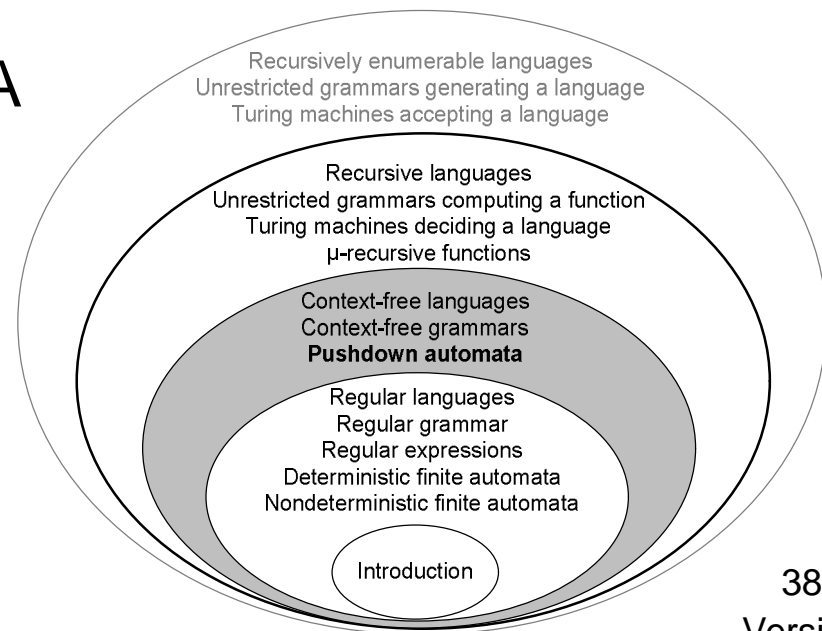 A
Recursively enumerable languages
Unrestricted grammars generating a language
Turing machines accepting a language
Recursive languages
Unrestricted grammars computing a function
Turing machines deciding a language
μ-recursive functions
Context-free languages
Context-free grammars
Pushdown automata
Regular languages
Regular grammar
Regular expressions
Deterministic finite automata
Nondeterministic finite automata
Introduction
38